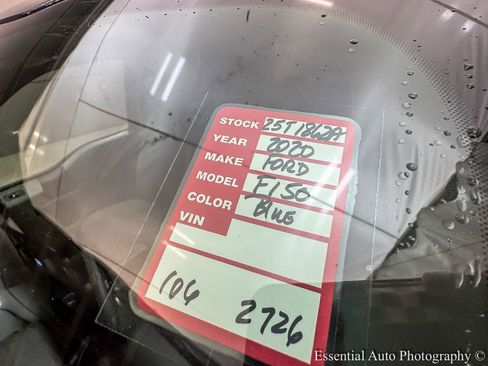 STOCK 25T1862A
YEAR 2020
MAKE FORD
MODEL F150
COLOR Blue
VIN
106 2726
Essential Auto Photography ©